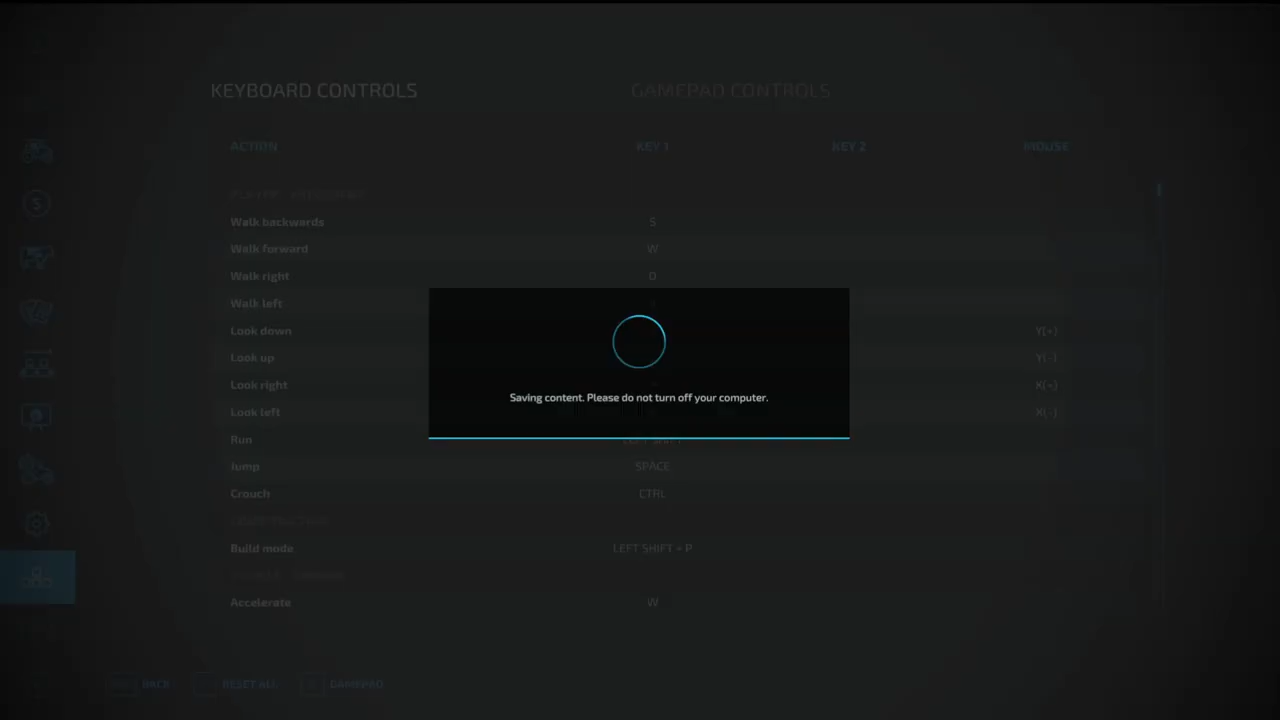 KEYBOARD CONTROLS GAMEPAD CONTROLS
ACTION KEY 1 KEY 2 MOUSE
Walk backwards S
Walk forward W
Walk right D
Walk left
Look down Y(+)
Look up Y(-)
Look right X(+)
Look left X(-)
Run LEFT SHIFT
Jump SPACE
Crouch CTRL
Build mode LEFT SHIFT + P
Accelerate W
Saving content. Please do not turn off your computer.
BACK RESET ALL GAMEPAD